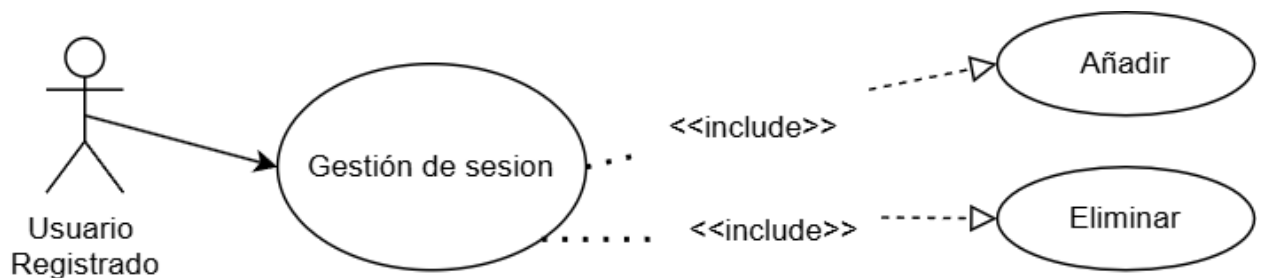 Añadir
<<include>>
Gestión de sesion
Eliminar
<<include>>
Usuario
Registrado